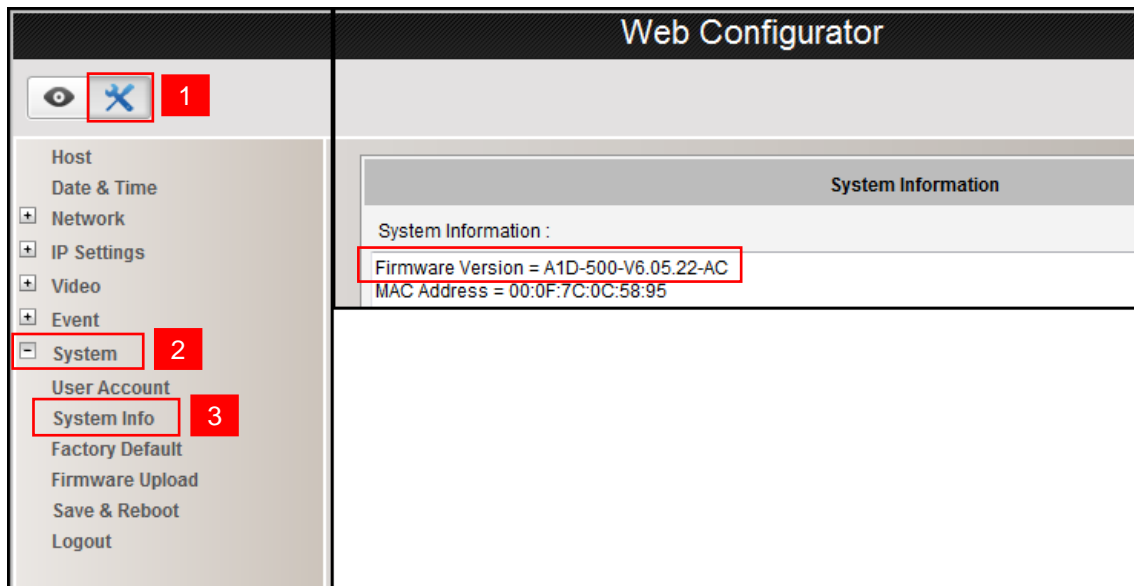 Web Configurator
1
Host
Date & Time
Network
IP Settings
Video
Event
System
2
User Account
System Info
3
Factory Default
Firmware Upload
Save & Reboot
Logout
System Information
System Information :
Firmware Version = A1D-500-V6.05.22-AC
MAC Address = 00:0F:7C:0C:58:95